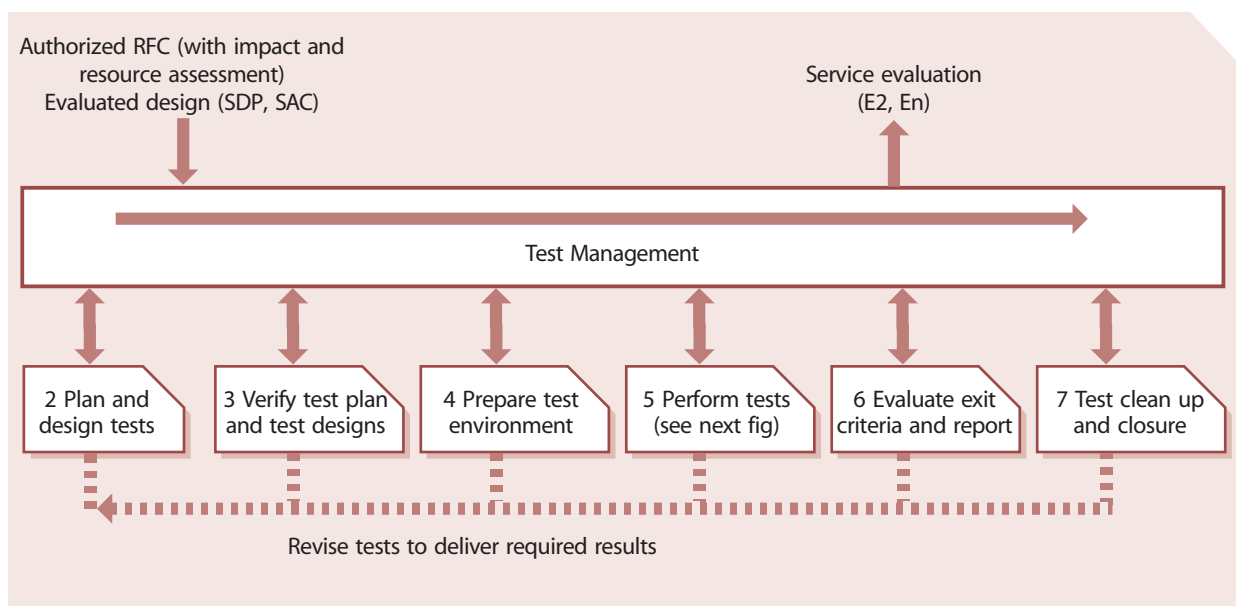 Authorized RFC (with impact and
resource assessment)
Evaluated design (SDP, SAC)
Service evaluation
(E2, En)
Test Management
2 Plan and
design tests
3 Verify test plan
and test designs
4 Prepare test
environment
5 Perform tests
(see next fig)
6 Evaluate exit
criteria and report
7 Test clean up
and closure
Revise tests to deliver required results